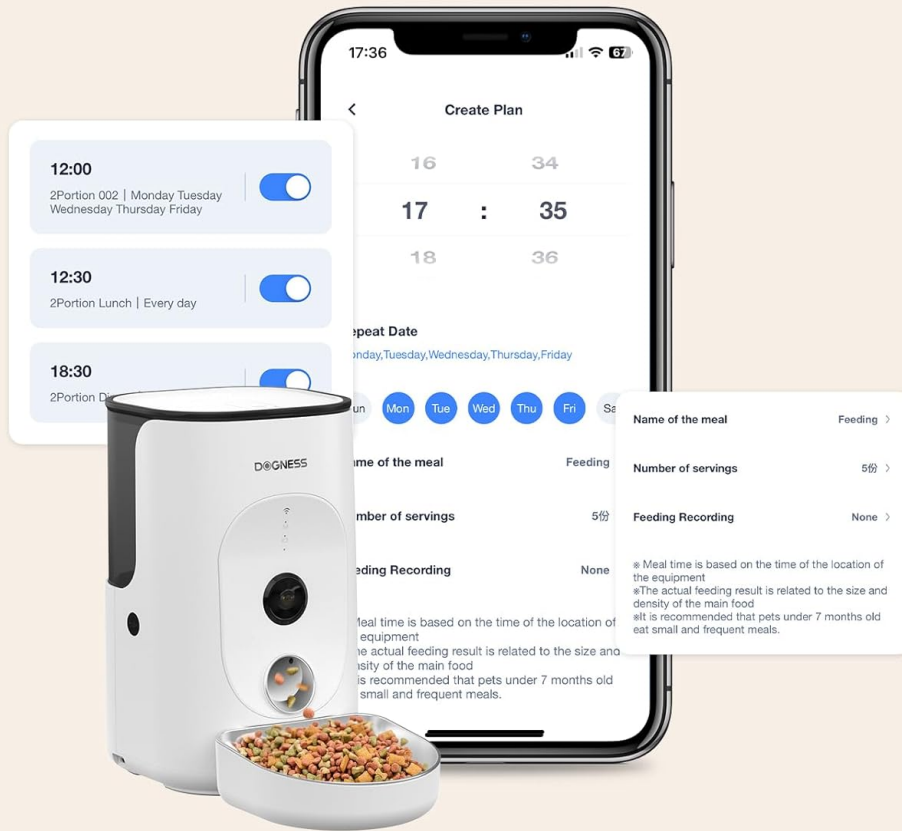 12:00
2Portion 002 | Monday Tuesday
Wednesday Thursday Friday
12:30
2Portion Lunch | Every day
18:30
2Portion
17:36
67
Create Plan
16 34
17 : 35
18 36
epeat Date
onday,Tuesday,Wednesday,Thursday,Friday
un Mon Tue Wed Thu Fri Sa
me of the meal Feeding
mber of servings 5份
eding Recording None
Meal time is based on the time of the location of
equipment
he actual feeding result is related to the size and
nsity of the main food
is recommended that pets under 7 months old
small and frequent meals.
Name of the meal Feeding >
Number of servings 5份 >
Feeding Recording None >
※ Meal time is based on the time of the location of
the equipment
※The actual feeding result is related to the size and
density of the main food
※It is recommended that pets under 7 months old
eat small and frequent meals.
DOGNESS